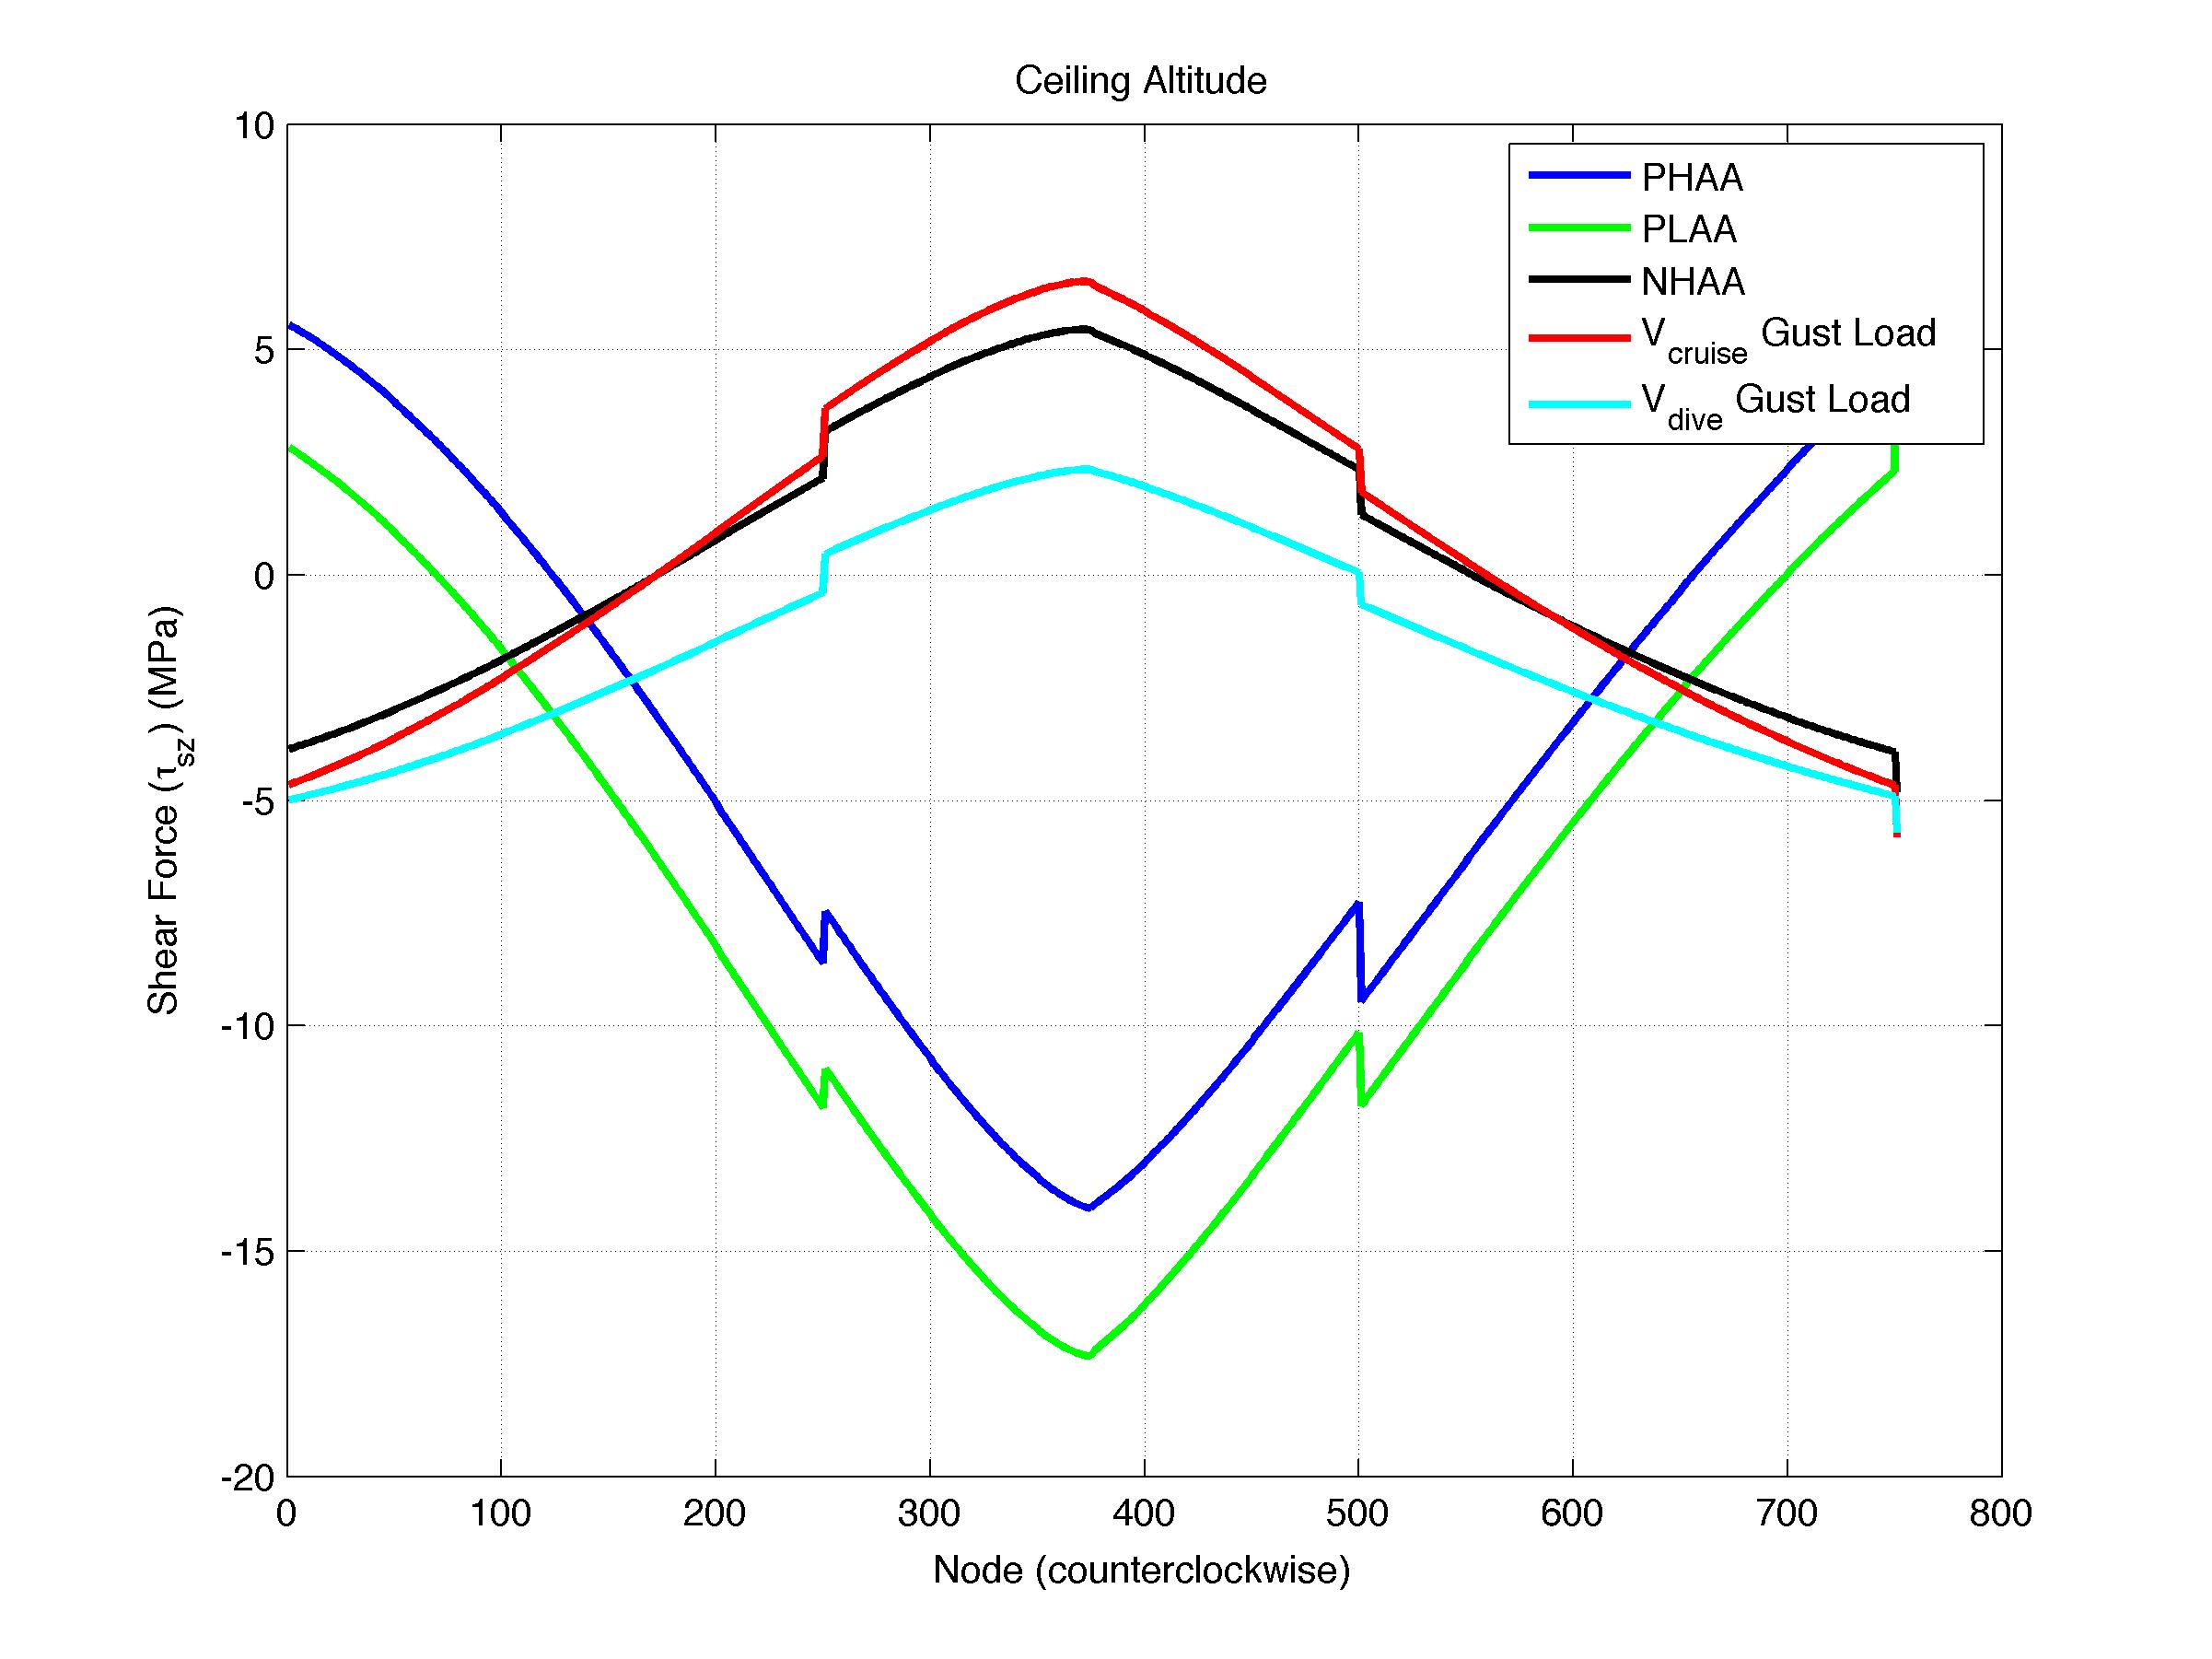 Ceiling Altitude
10
5
0
-5
-10
-15
-20
Shear Force (τsz) (MPa)
PHAA
PLAA
NHAA
Vcruise Gust Load
Vdive Gust Load
0 100 200 300 400 500 600 700 800
Node (counterclockwise)